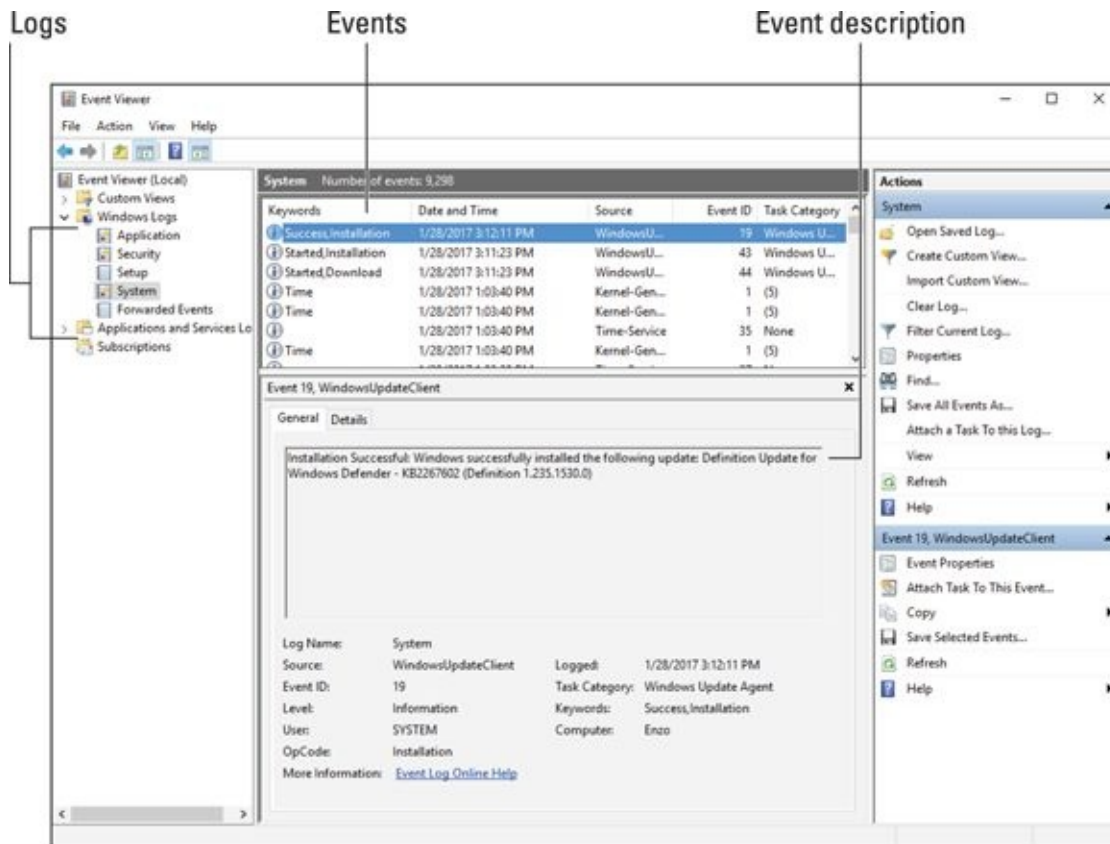 Logs
Events
Event description
Event Viewer
File Action View Help
Event Viewer (Local)
Custom Views
Windows Logs
Application
Security
Setup
System
Forwarded Events
Applications and Services Lo
Subscriptions
System Number of events: 9,298
Keywords Date and Time Source Event ID Task Category
Success,Installation 1/28/2017 3:12:11 PM WindowsU... 19 Windows U...
Started,Installation 1/28/2017 3:11:23 PM WindowsU... 43 Windows U...
Started,Download 1/28/2017 3:11:23 PM WindowsU... 44 Windows U...
Time 1/28/2017 1:03:40 PM Kernel-Gen... 1 (5)
Time 1/28/2017 1:03:40 PM Kernel-Gen... 1 (5)
1/28/2017 1:03:40 PM Time-Service 35 None
Time 1/28/2017 1:03:40 PM Kernel-Gen... 1 (5)
Event 19, WindowsUpdateClient
General Details
Installation Successful: Windows successfully installed the following update: Definition Update for
Windows Defender - KB2267602 (Definition 1.235.1530.0)
Log Name: System
Source: WindowsUpdateClient Logged: 1/28/2017 3:12:11 PM
Event ID: 19 Task Category: Windows Update Agent
Level: Information Keywords: Success,Installation
User: SYSTEM Computer: Enzo
OpCode: Installation
More Information: Event Log Online Help
Actions
System
Open Saved Log...
Create Custom View...
Import Custom View...
Clear Log...
Filter Current Log...
Properties
Find...
Save All Events As...
Attach a Task To this Log...
View
Refresh
Help
Event 19, WindowsUpdateClient
Event Properties
Attach Task To This Event...
Copy
Save Selected Events...
Refresh
Help